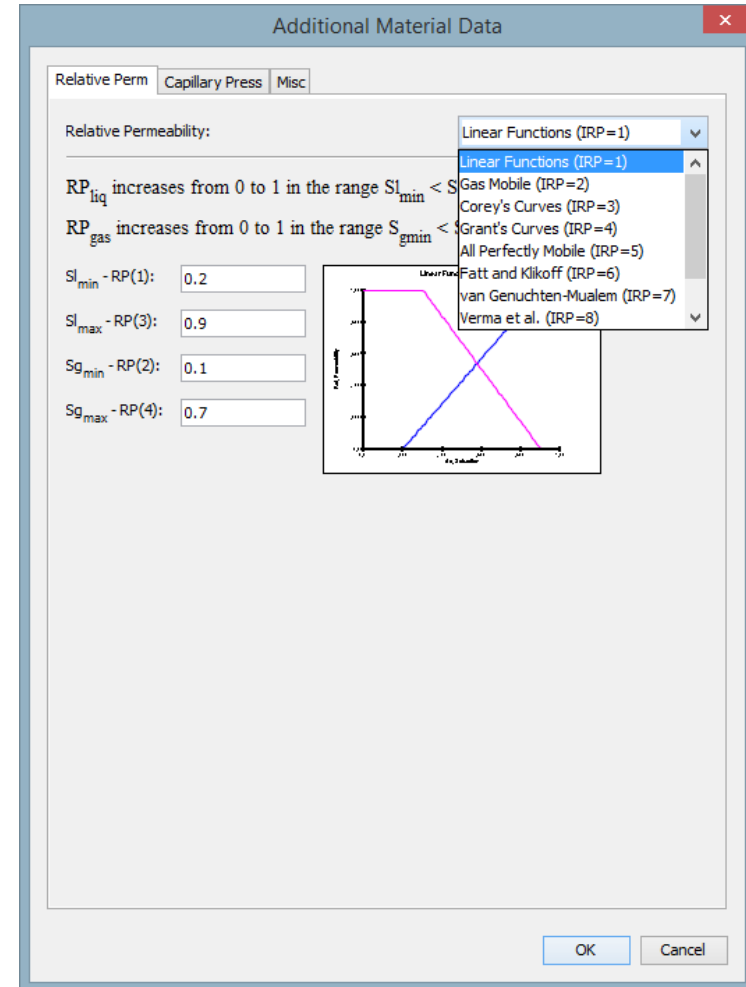 Additional Material Data
Relative Perm
Capillary Press
Misc
Relative Permeability:
Linear Functions (IRP=1)
Linear Functions (IRP=1)
Gas Mobile (IRP=2)
Corey's Curves (IRP=3)
Grant's Curves (IRP=4)
All Perfectly Mobile (IRP=5)
Fatt and Klikoff (IRP=6)
van Genuchten-Mualem (IRP=7)
Verma et al. (IRP=8)
RPliq increases from 0 to 1 in the range Slmin < S
RPgas increases from 0 to 1 in the range Sgmin <
Slmin - RP(1): 0.2
Slmax - RP(3): 0.9
Sgmin - RP(2): 0.1
Sgmax - RP(4): 0.7
OK
Cancel